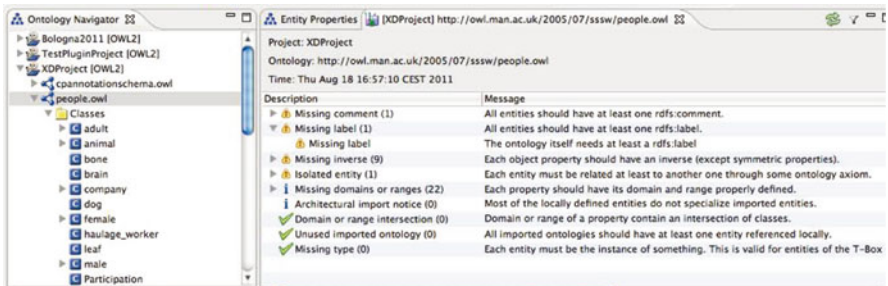 Ontology Navigator
Entity Properties [XDProject] http://owl.man.ac.uk/2005/07/sssw/people.owl
Bologna2011 [OWL2]
TestPluginProject [OWL2]
XDProject [OWL2]
cpannotationschema.owl
people.owl
Classes
adult
animal
bone
brain
company
dog
female
haulage_worker
leaf
male
Participation
Project: XDProject
Ontology: http://owl.man.ac.uk/2005/07/sssw/people.owl
Time: Thu Aug 18 16:57:10 CEST 2011
Description Message
Missing comment (1) All entities should have at least one rdfs:comment.
Missing label (1) All entities should have at least one rdfs:label.
Missing label The ontology itself needs at least a rdfs:label
Missing inverse (9) Each object property should have an inverse (except symmetric properties).
Isolated entity (1) Each entity must be related at least to another one through some ontology axiom.
Missing domains or ranges (22) Each property should have its domain and range properly defined.
Architectural import notice (0) Most of the locally defined entities do not specialize imported entities.
Domain or range intersection (0) Domain or range of a property contain an intersection of classes.
Unused imported ontology (0) All imported ontologies should have at least one entity referenced locally.
Missing type (0) Each entity must be the instance of something. This is valid for entities of the T-Box